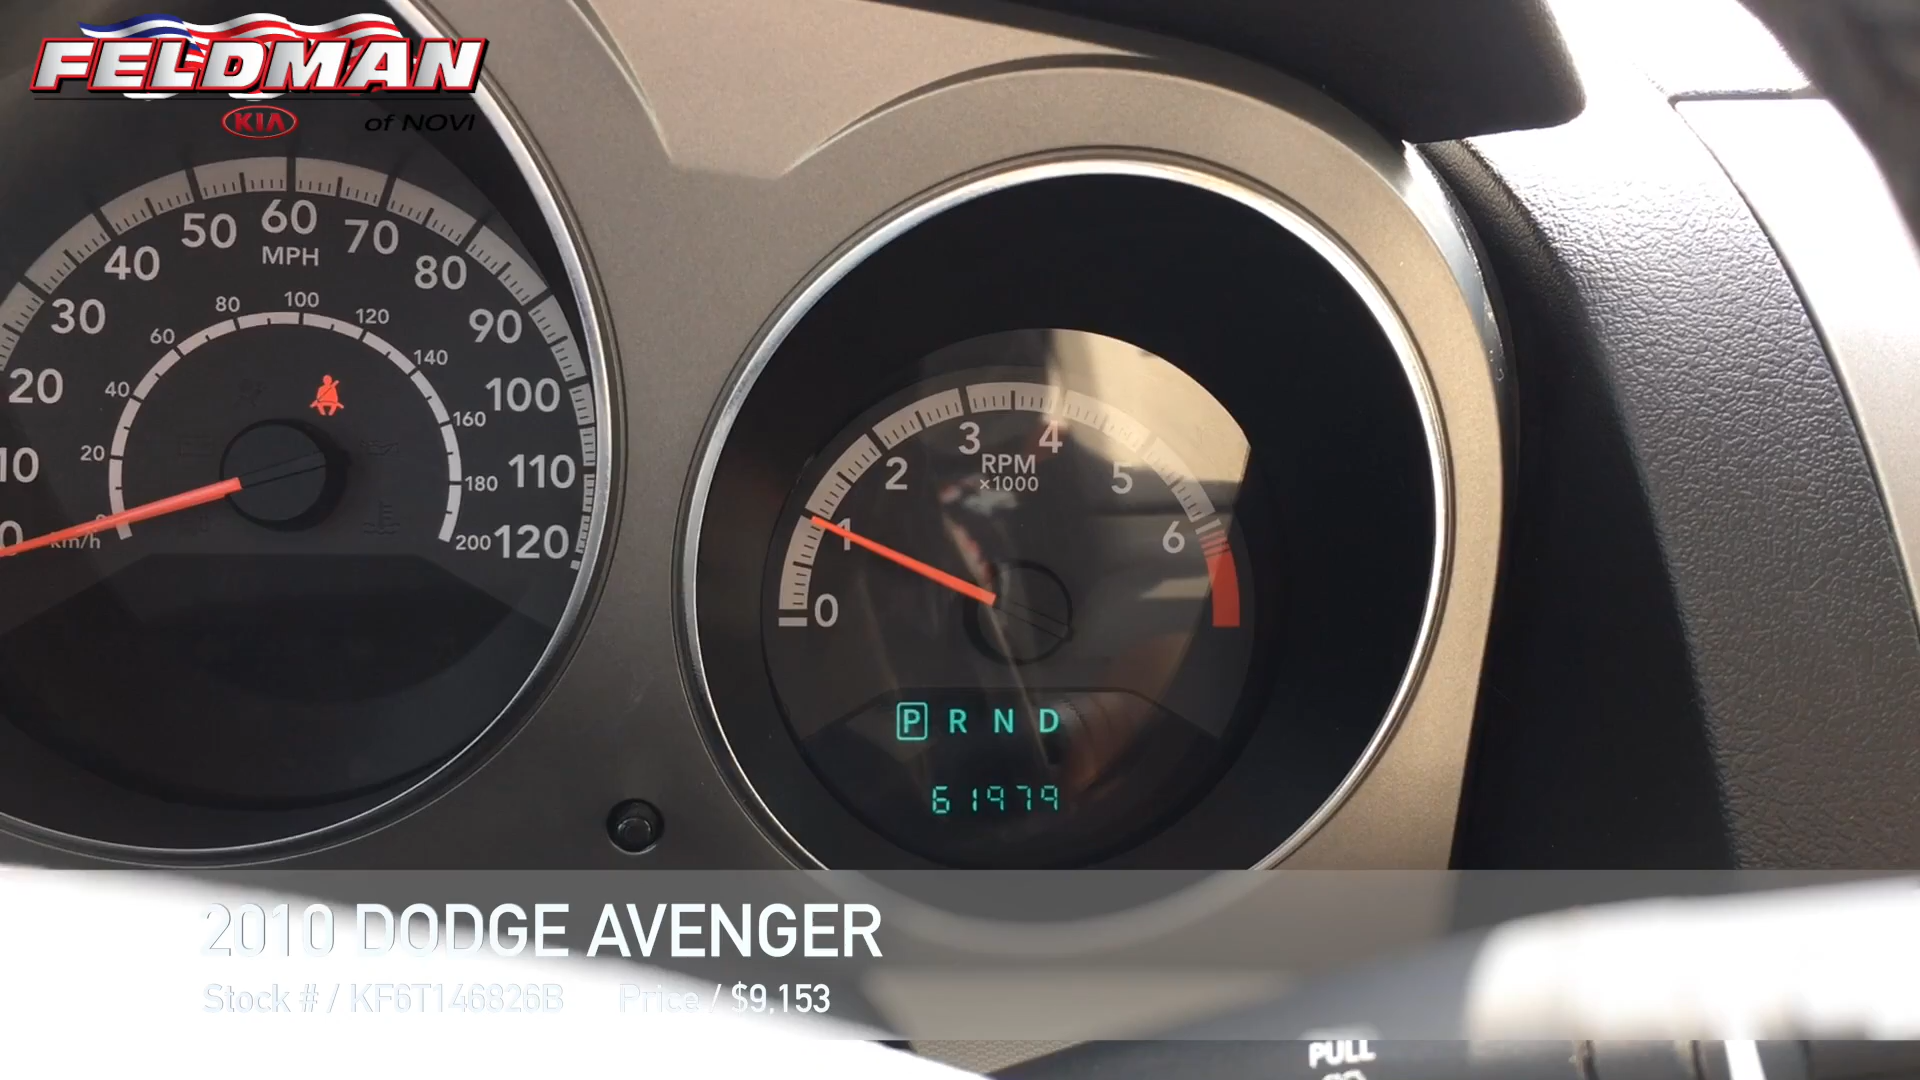 FELDMAN
KIA of NOVI
0 10 20 30 40 50 60 70 80 90 100 110 120
MPH
20 40 60 80 100 120 140 160 180 200
km/h
0 1 2 3 4 5 6
RPM
×1000
P R N D
61979
2010 DODGE AVENGER
Stock # / KF6T146826B Price / $9,153
PULL